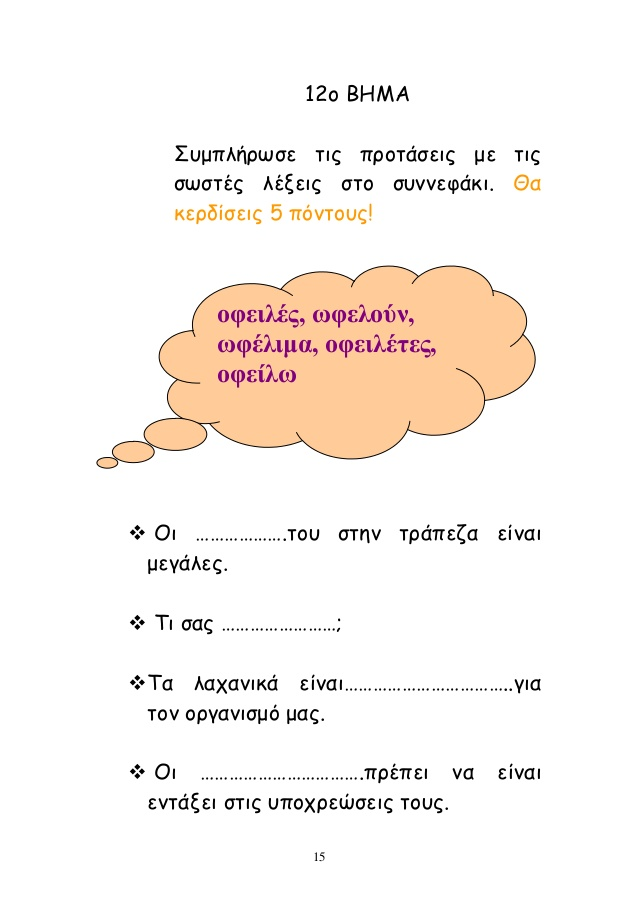 12ο ΒΗΜΑ
Συμπλήρωσε τις προτάσεις με τις
σωστές λέξεις στο συννεφάκι. Θα
κερδίσεις 5 πόντους!
οφειλές, ωφελούν,
ωφέλιμα, οφειλέτες,
οφείλω
❖ Οι ……………….του στην τράπεζα είναι
μεγάλες.
❖ Τι σας ……………………;
❖Τα λαχανικά είναι……………………………..για
τον οργανισμό μας.
❖ Οι …………………………….πρέπει να είναι
εντάξει στις υποχρεώσεις τους.
15